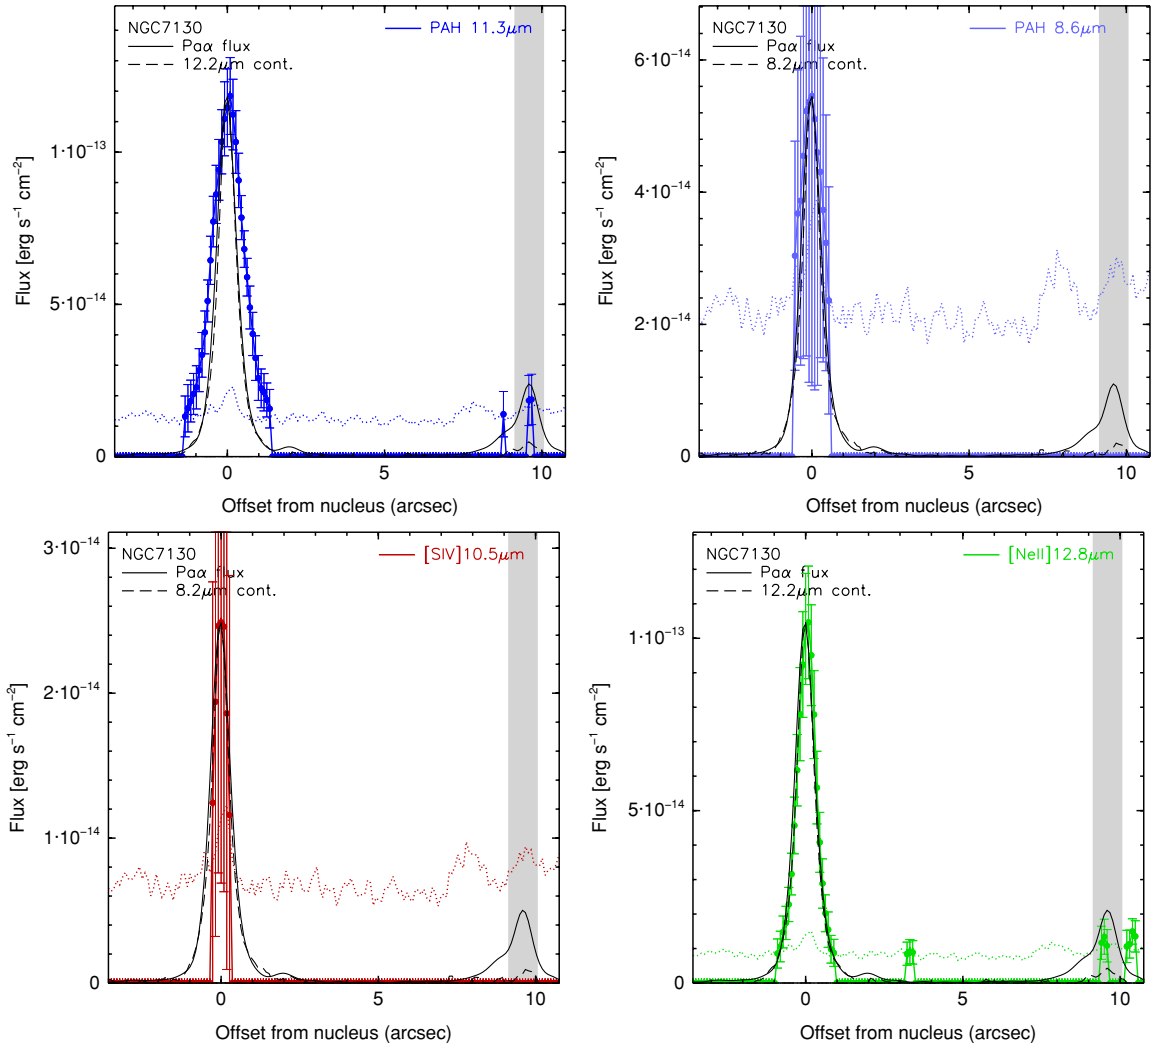 NGC7130
PAH 11.3μm
Paα flux
12.2μm cont.
1·10⁻¹³
5·10⁻¹⁴
0
Flux [erg s⁻¹ cm⁻²]
0 5 10
Offset from nucleus (arcsec)
NGC7130
PAH 8.6μm
Paα flux
8.2μm cont.
6·10⁻¹⁴
4·10⁻¹⁴
2·10⁻¹⁴
0
Flux [erg s⁻¹ cm⁻²]
0 5 10
Offset from nucleus (arcsec)
NGC7130
[SIV]10.5μm
Paα flux
8.2μm cont.
3·10⁻¹⁴
2·10⁻¹⁴
1·10⁻¹⁴
0
Flux [erg s⁻¹ cm⁻²]
0 5 10
Offset from nucleus (arcsec)
NGC7130
[NeII]12.8μm
Paα flux
12.2μm cont.
1·10⁻¹³
5·10⁻¹⁴
0
Flux [erg s⁻¹ cm⁻²]
0 5 10
Offset from nucleus (arcsec)